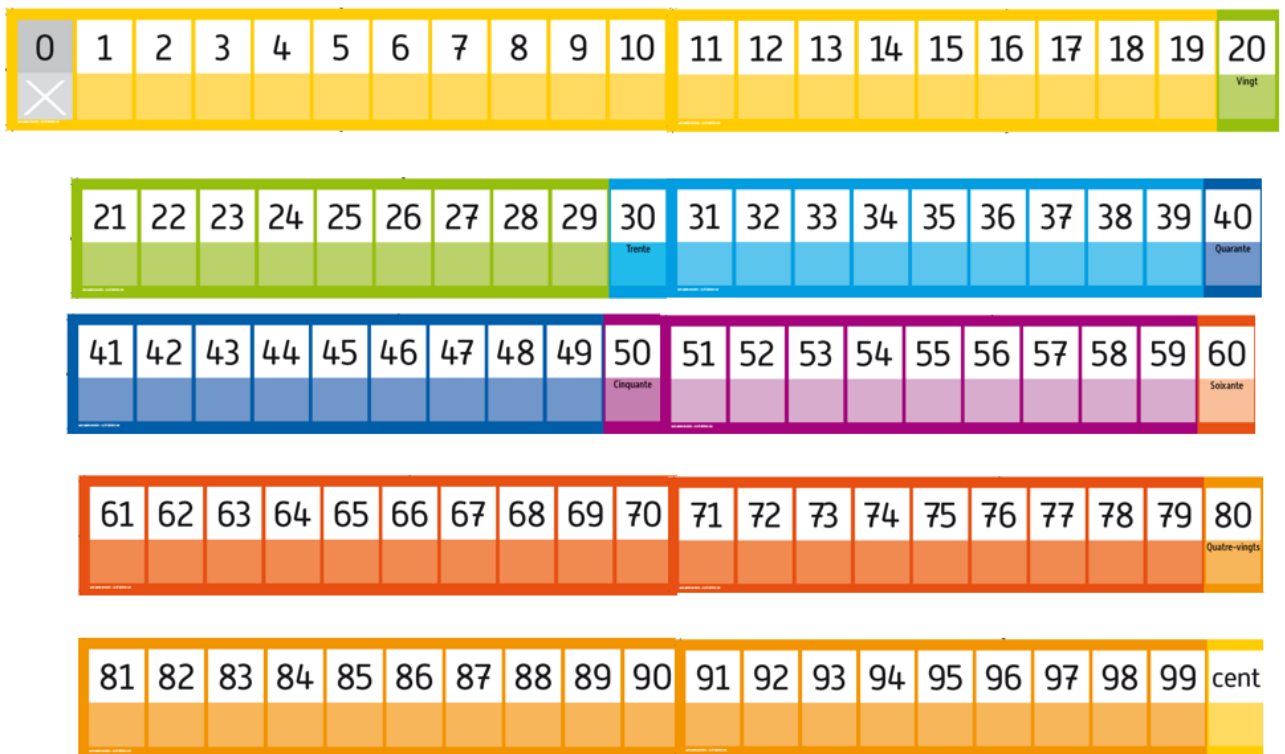 0 1 2 3 4 5 6 7 8 9 10 11 12 13 14 15 16 17 18 19 20
Vingt
21 22 23 24 25 26 27 28 29 30 31 32 33 34 35 36 37 38 39 40
Trente Quarante
41 42 43 44 45 46 47 48 49 50 51 52 53 54 55 56 57 58 59 60
Cinquante Soixante
61 62 63 64 65 66 67 68 69 70 71 72 73 74 75 76 77 78 79 80
Quatre-vingts
81 82 83 84 85 86 87 88 89 90 91 92 93 94 95 96 97 98 99 cent